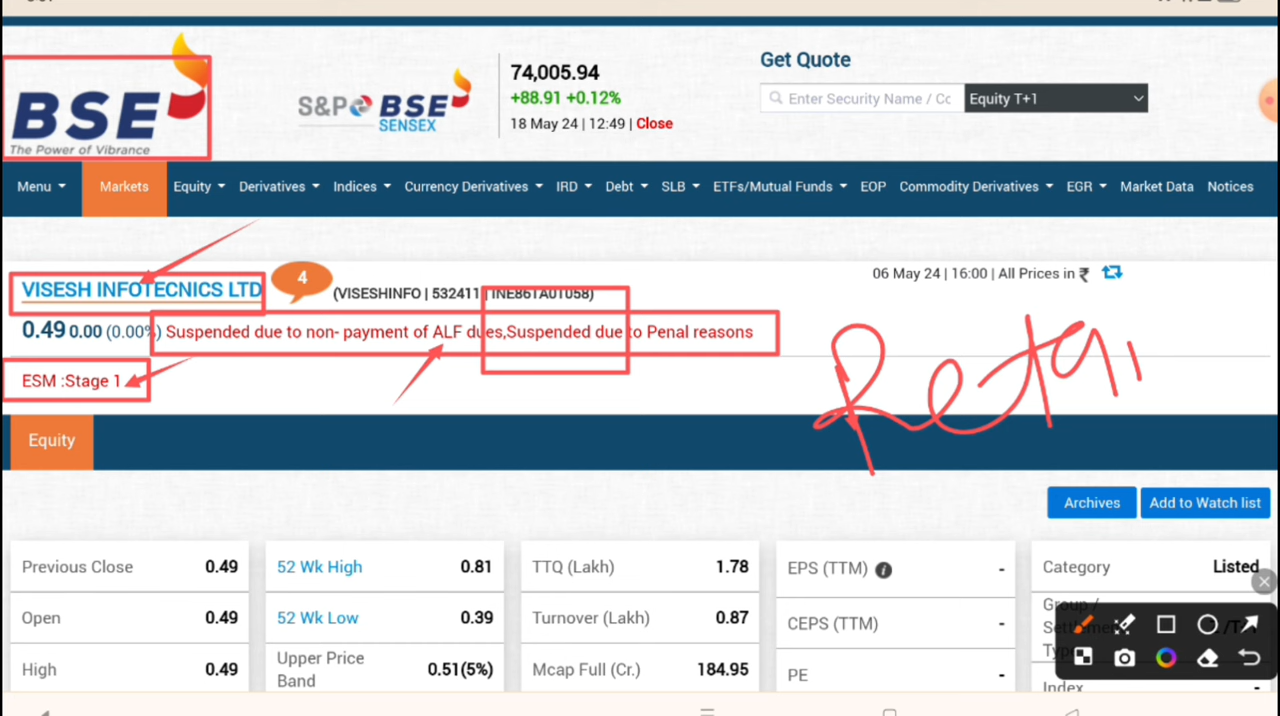 BSE
The Power of Vibrance
S&P BSE
SENSEX
74,005.94
+88.91 +0.12%
18 May 24 | 12:49 | Close
Get Quote
Enter Security Name / Cc
Equity T+1
Menu Markets Equity Derivatives Indices Currency Derivatives IRD Debt SLB ETFs/Mutual Funds EOP Commodity Derivatives EGR Market Data Notices
VISESH INFOTECNICS LTD 4 (VISESHINFO | 532411 | INE861A01058)
06 May 24 | 16:00 | All Prices in ₹
0.49 0.00 (0.00%) Suspended due to non- payment of ALF dues,Suspended due to Penal reasons
ESM :Stage 1
Retai
Equity
Archives Add to Watch list
Previous Close 0.49 52 Wk High 0.81 TTQ (Lakh) 1.78 EPS (TTM) - Category Listed
Open 0.49 52 Wk Low 0.39 Turnover (Lakh) 0.87 CEPS (TTM) - Group /
High 0.49 Upper Price Band 0.51(5%) Mcap Full (Cr.) 184.95 PE -
Index -